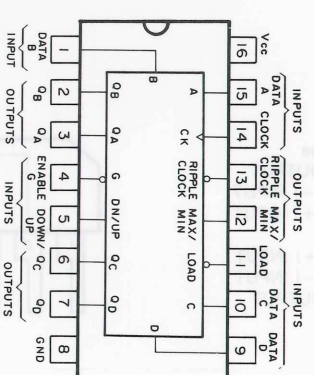 INPUTS OUTPUTS INPUTS
Vcc
DATA
A
CLOCK
RIPPLE
CLOCK
MAX/
MIN
LOAD
DATA
C
DATA
D
16 15 14 13 12 11 10 9
A
CK
RIPPLE
CLOCK
MAX/
MIN
LOAD
C
B
D
QB QA G DN/UP QC QD
1 2 3 4 5 6 7 8
DATA
B
INPUT
QB QA
OUTPUTS
ENABLE
G
DOWN/
UP
INPUTS
QC QD
OUTPUTS
GND